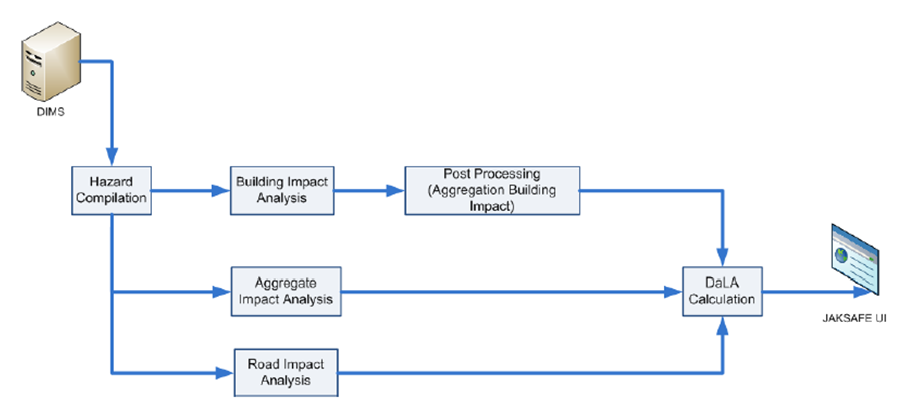 DIMS
Hazard
Compilation
Building Impact
Analysis
Post Processing
(Aggregation Building
Impact)
Aggregate
Impact Analysis
DaLA
Calculation
JAKSAFE UI
Road Impact
Analysis